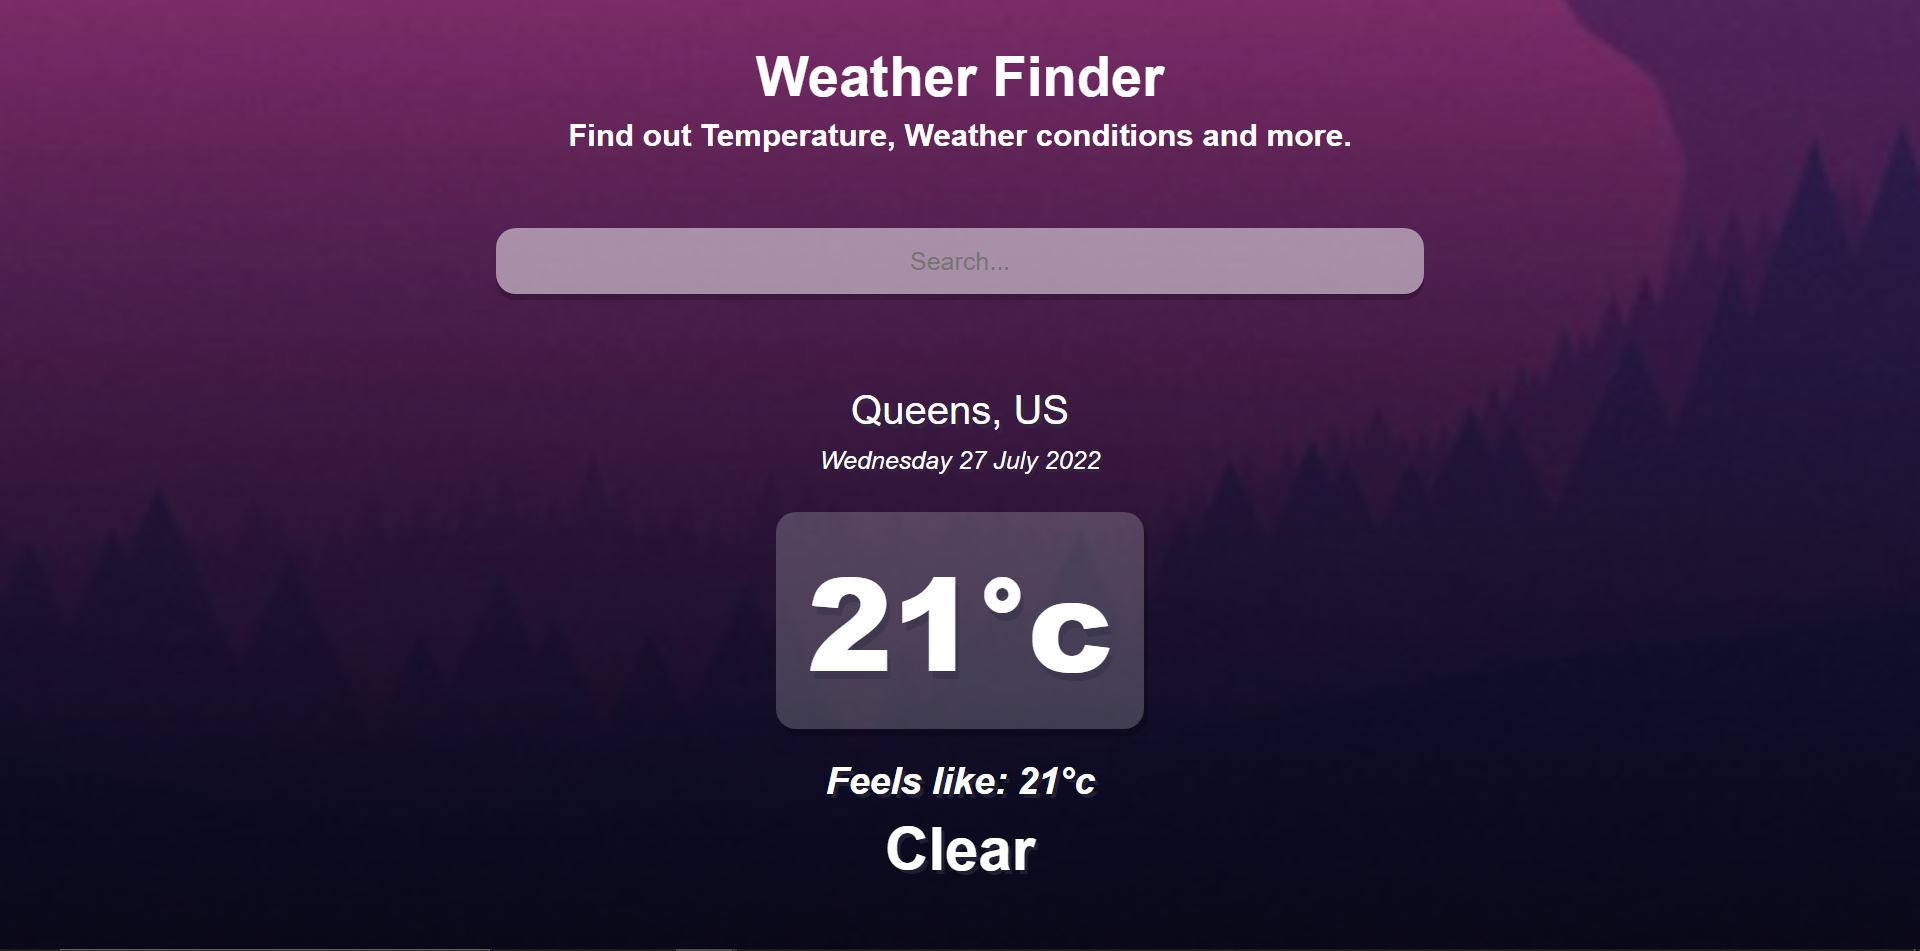 Weather Finder
Find out Temperature, Weather conditions and more.
Search...
Queens, US
Wednesday 27 July 2022
21°c
Feels like: 21°c
Clear